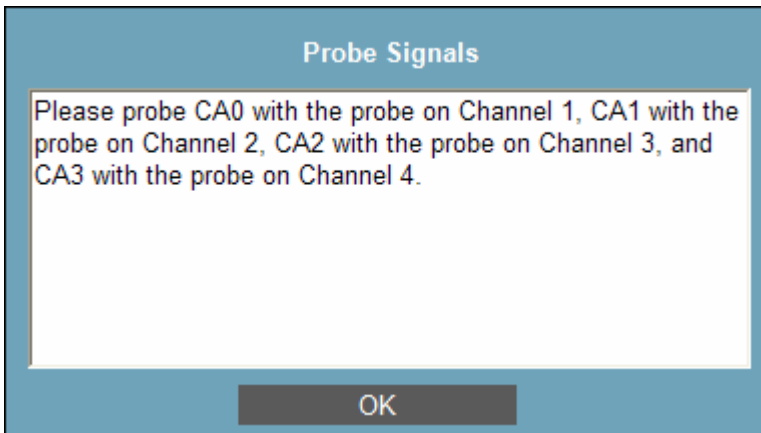 Probe Signals
Please probe CA0 with the probe on Channel 1, CA1 with the
probe on Channel 2, CA2 with the probe on Channel 3, and
CA3 with the probe on Channel 4.
OK